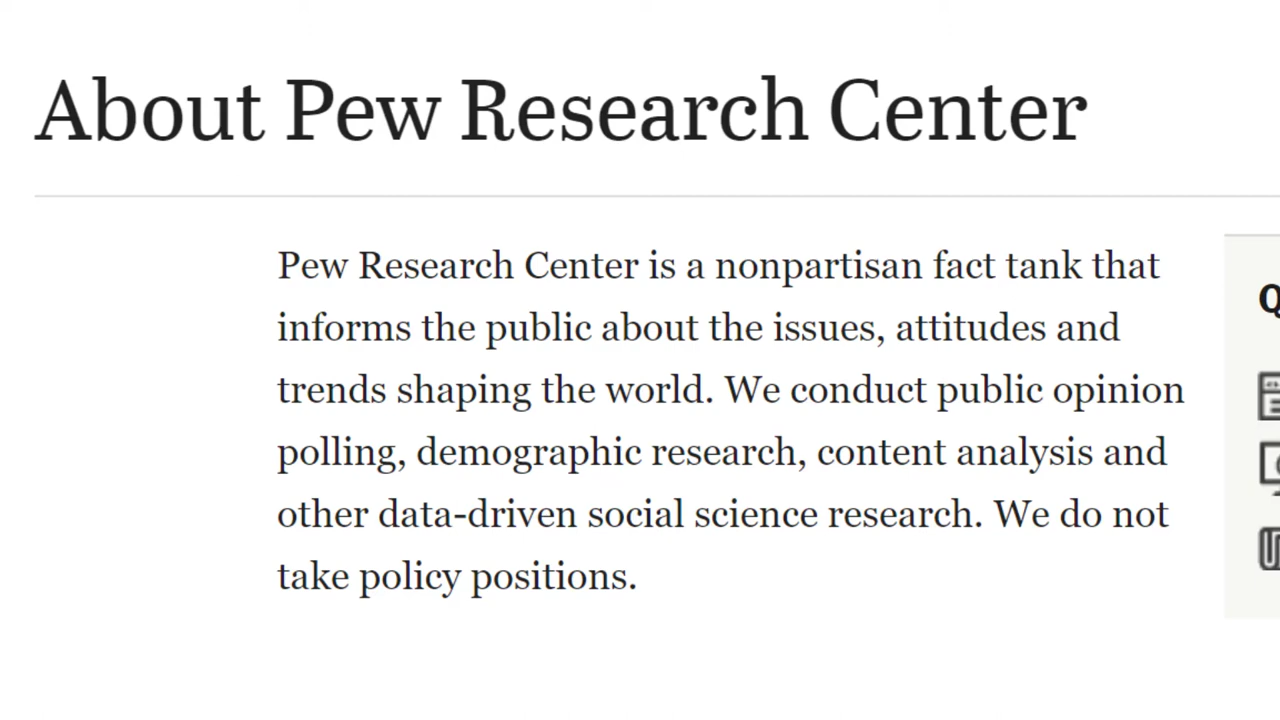 About Pew Research Center
Pew Research Center is a nonpartisan fact tank that
informs the public about the issues, attitudes and
trends shaping the world. We conduct public opinion
polling, demographic research, content analysis and
other data-driven social science research. We do not
take policy positions.